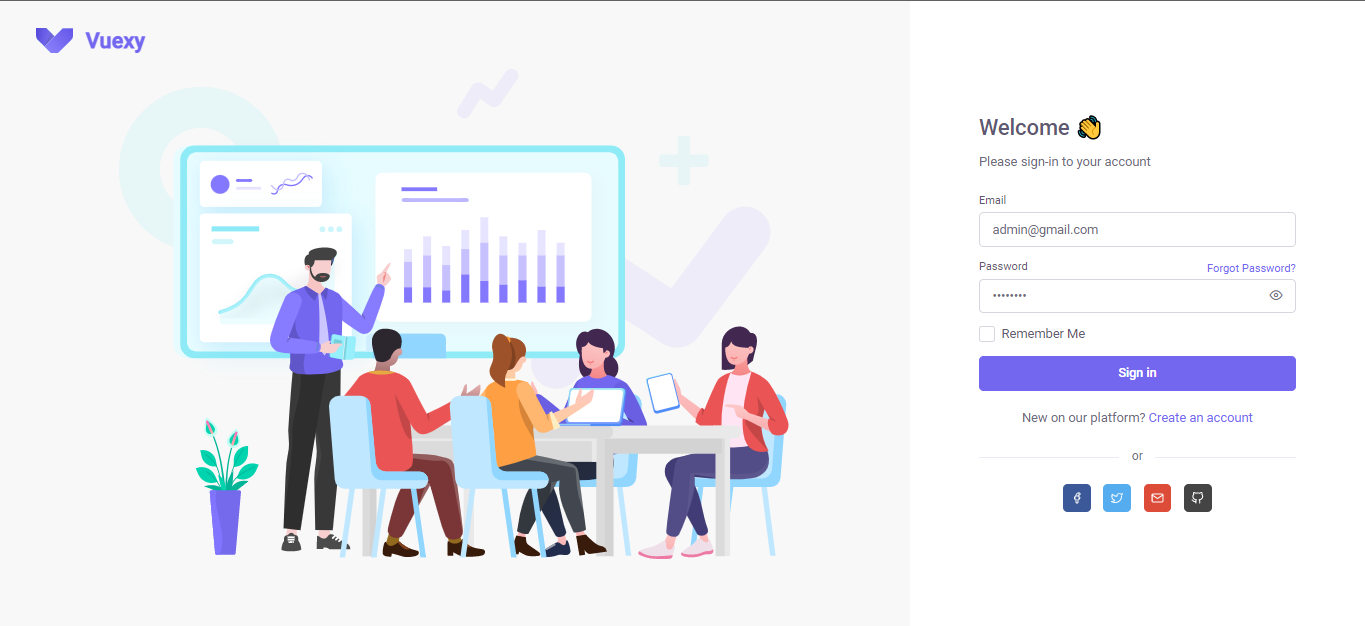 Vuexy
Welcome 👋
Please sign-in to your account
Email
admin@gmail.com
Password
Forgot Password?
••••••••
Remember Me
Sign in
New on our platform? Create an account
or